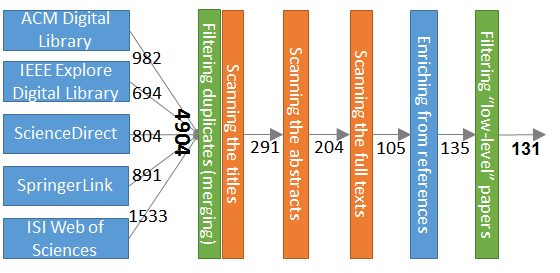 ACM Digital
Library
982
IEEE Explore
Digital Library
694
ScienceDirect
804
SpringerLink
891
ISI Web of
Sciences
1533
4904
Filtering duplicates (merging)
Scanning the titles
291
Scanning the abstracts
204
Scanning the full texts
105
Enriching from references
135
Filtering “low-level” papers
131